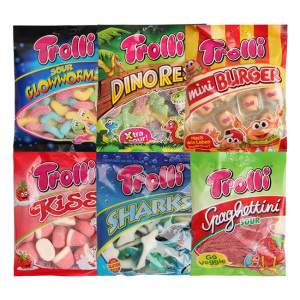 Trolli
SOUR
GLOWWORMS
Trolli
DINO REX
Xtra
Sour!
Trolli
mini BURGER
Trolli
KISS
Trolli
SHARKS
Trolli
Spaghettini
SOUR
Go
Veggie